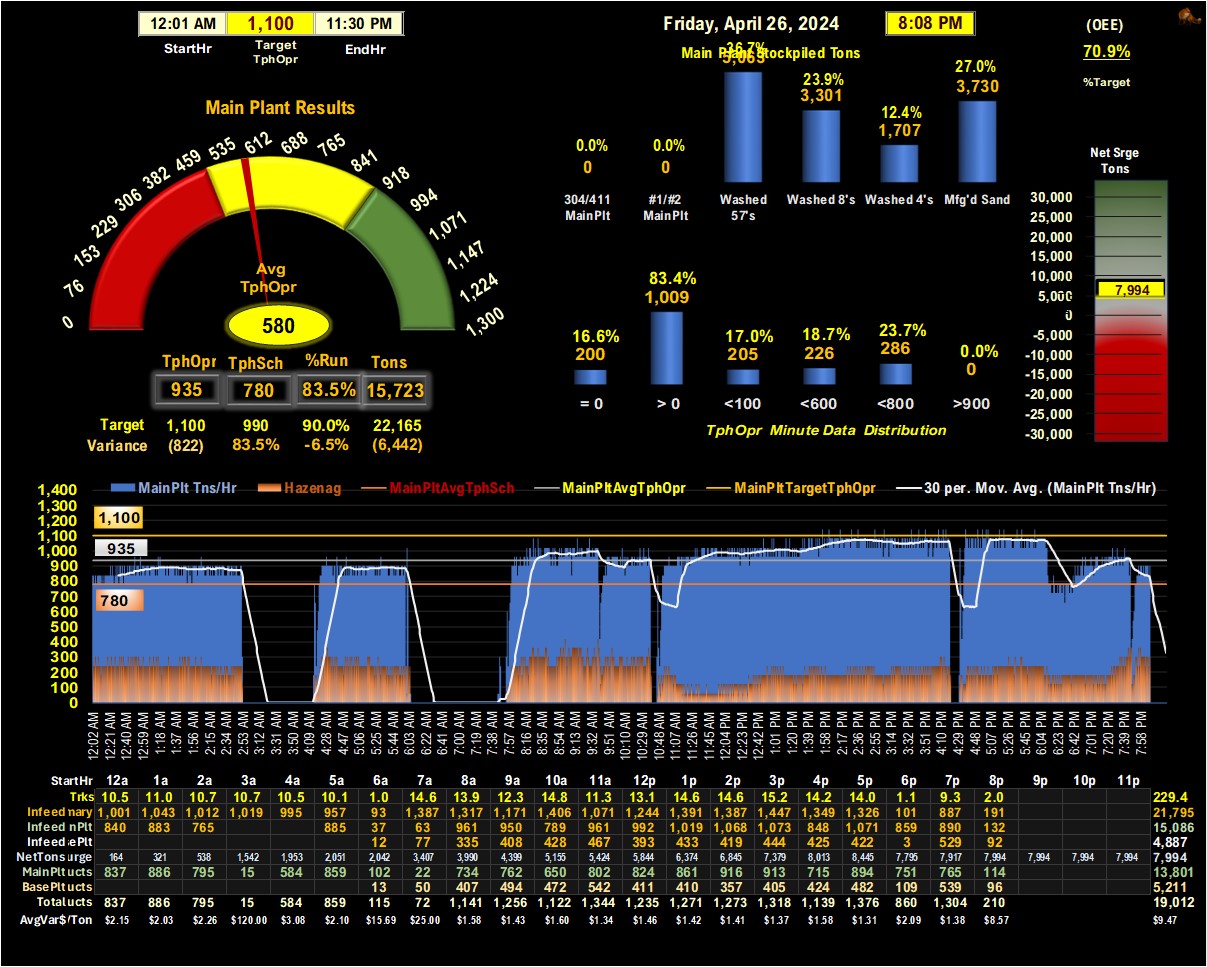 12:01 AM 1,100 11:30 PM
StartHr Target TphOpr EndHr
Friday, April 26, 2024 8:08 PM
(OEE)
70.9%
%Target
Main Plant Stockpiled Tons
36.7% 23.9% 12.4% 27.0%
5,063 3,301 1,707 3,730
0.0% 0.0%
0 0
304/411 MainPlt #1/#2 MainPlt Washed 57's Washed 8's Washed 4's Mfg'd Sand
Main Plant Results
0 76 153 229 306 382 459 535 612 688 765 841 918 994 1,071 1,147 1,224 1,300
Avg
TphOpr
580
TphOpr TphSch %Run Tons
935 780 83.5% 15,723
Target 1,100 990 90.0% 22,165
Variance (822) 83.5% -6.5% (6,442)
16.6% 83.4% 17.0% 18.7% 23.7% 0.0%
200 1,009 205 226 286 0
= 0 > 0 <100 <600 <800 >900
TphOpr Minute Data Distribution
Net Srge
Tons
30,000
25,000
20,000
15,000
10,000
5,000
0
-5,000
-10,000
-15,000
-20,000
-25,000
-30,000
7,994
MainPlt Tns/Hr Hazenag MainPltAvgTphSch MainPltAvgTphOpr MainPltTargetTphOpr 30 per. Mov. Avg. (MainPlt Tns/Hr)
1,400
1,300
1,200
1,100
1,000
900
800
700
600
500
400
300
200
100
0
1,100
935
780
12:02 AM 12:21 AM 12:40 AM 12:59 AM 1:18 AM 1:37 AM 1:56 AM 2:15 AM 2:34 AM 2:53 AM 3:12 AM 3:31 AM 3:50 AM 4:09 AM 4:28 AM 4:47 AM 5:06 AM 5:25 AM 5:44 AM 6:03 AM 6:22 AM 6:41 AM 7:00 AM 7:19 AM 7:38 AM 7:57 AM 8:16 AM 8:35 AM 8:54 AM 9:13 AM 9:32 AM 9:51 AM 10:10 AM 10:29 AM 10:48 AM 11:07 AM 11:26 AM 11:45 AM 12:04 PM 12:23 PM 12:42 PM 1:01 PM 1:20 PM 1:39 PM 1:58 PM 2:17 PM 2:36 PM 2:55 PM 3:14 PM 3:32 PM 3:51 PM 4:10 PM 4:29 PM 4:48 PM 5:07 PM 5:26 PM 5:45 PM 6:04 PM 6:23 PM 6:42 PM 7:01 PM 7:20 PM 7:39 PM 7:58 PM
StartHr 12a 1a 2a 3a 4a 5a 6a 7a 8a 9a 10a 11a 12p 1p 2p 3p 4p 5p 6p 7p 8p 9p 10p 11p
Trks 10.5 11.0 10.7 10.7 10.5 10.1 1.0 14.6 13.9 12.3 14.8 11.3 13.1 14.6 14.6 15.2 14.2 14.0 1.1 9.3 2.0 229.4
Infeed mary 1,001 1,043 1,012 1,019 995 957 93 1,387 1,317 1,171 1,406 1,071 1,244 1,391 1,387 1,447 1,349 1,326 101 887 191 21,795
Infeed nPlt 840 883 765 885 37 63 961 950 789 961 992 1,019 1,068 1,073 848 1,071 859 890 132 15,086
Infeed ePlt 12 77 335 408 428 467 393 433 419 444 425 422 3 529 92 4,887
NetTons urge 164 321 538 1,542 1,953 2,051 2,042 3,407 3,990 4,399 5,155 5,424 5,844 6,374 6,845 7,379 8,013 8,445 7,795 7,917 7,994 7,994 7,994 7,994 7,994
MainPlt ucts 837 886 795 15 584 859 102 22 734 762 650 802 824 861 916 913 715 894 751 765 114 13,801
BasePlt ucts 13 50 407 494 472 542 411 410 357 405 424 482 109 539 96 5,211
Total ucts 837 886 795 15 584 859 115 72 1,141 1,256 1,122 1,344 1,235 1,271 1,273 1,318 1,139 1,376 860 1,304 210 19,012
AvgVar$/Ton $2.15 $2.03 $2.26 $120.00 $3.08 $2.10 $15.69 $25.00 $1.58 $1.43 $1.60 $1.34 $1.46 $1.42 $1.41 $1.37 $1.58 $1.31 $2.09 $1.38 $8.57 $9.47